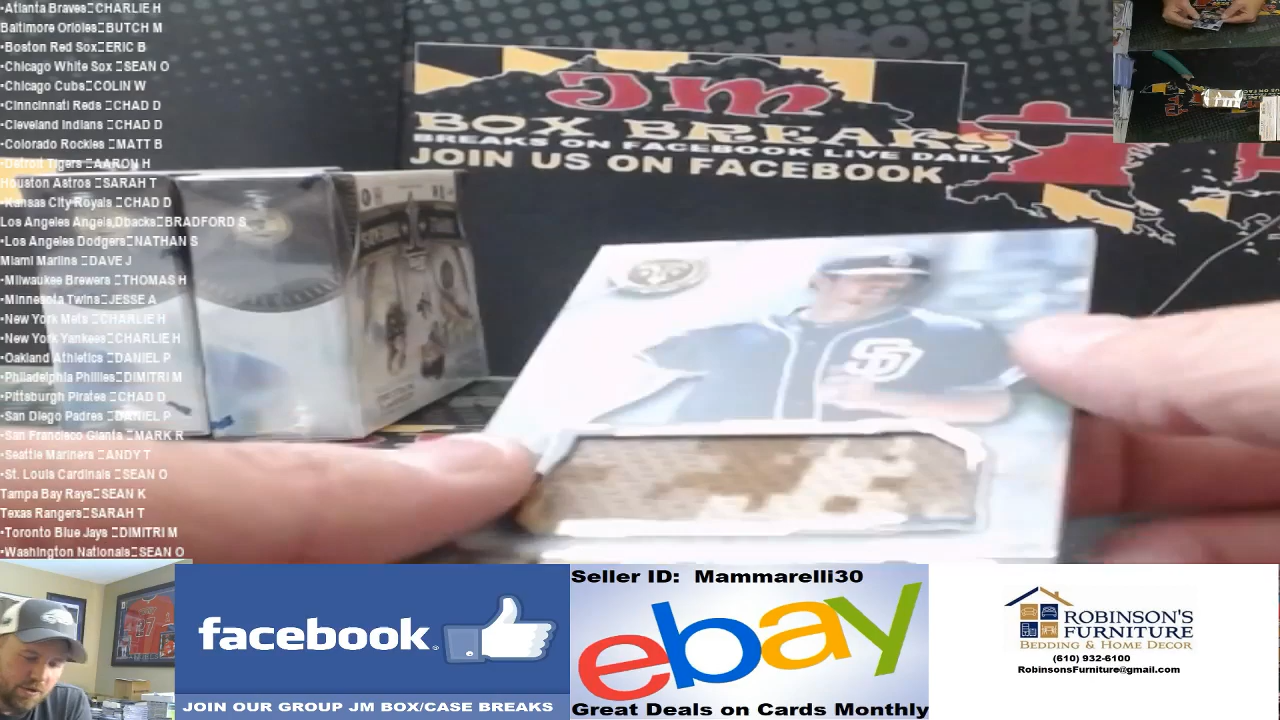 •Atlanta Braves CHARLIE H
Baltimore Orioles BUTCH M
•Boston Red Sox ERIC B
•Chicago White Sox SEAN O
•Chicago Cubs COLIN W
•Cinncinnati Reds CHAD D
•Cleveland Indians CHAD D
•Colorado Rockies MATT B
•Detroit Tigers AARON H
Houston Astros SARAH T
•Kansas City Royals CHAD D
Los Angeles Angels,Dbacks BRADFORD S
•Los Angeles Dodgers NATHAN S
Miami Marlins DAVE J
•Milwaukee Brewers THOMAS H
•Minnesota Twins JESSE A
•New York Mets CHARLIE H
•New York Yankees CHARLIE H
•Oakland Athletics DANIEL P
•Philadelphia Phillies DIMITRI M
•Pittsburgh Pirates CHAD D
•San Diego Padres DANIEL P
•San Francisco Giants MARK R
•Seattle Mariners ANDY T
•St. Louis Cardinals SEAN O
Tampa Bay Rays SEAN K
Texas Rangers SARAH T
•Toronto Blue Jays DIMITRI M
•Washington Nationals SEAN O
JM
BOX BREAKS
BREAKS ON FACEBOOK LIVE DAILY
JOIN US ON FACEBOOK
SD
facebook
JOIN OUR GROUP JM BOX/CASE BREAKS
Seller ID: Mammarelli30
ebay
Great Deals on Cards Monthly
ROBINSON'S
FURNITURE
BEDDING & HOME DECOR
(610) 932-6100
RobinsonsFurniture@gmail.com